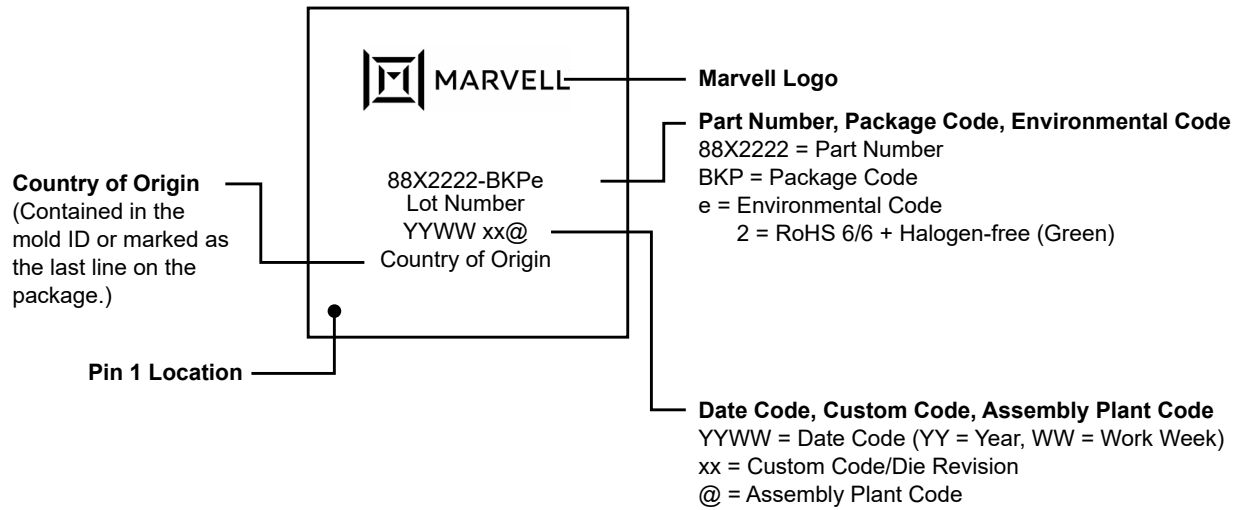 MARVELL
Marvell Logo
Part Number, Package Code, Environmental Code
88X2222 = Part Number
BKP = Package Code
e = Environmental Code
2 = RoHS 6/6 + Halogen-free (Green)
Country of Origin
(Contained in the
mold ID or marked as
the last line on the
package.)
88X2222-BKPe
Lot Number
YYWW xx@
Country of Origin
Pin 1 Location
Date Code, Custom Code, Assembly Plant Code
YYWW = Date Code (YY = Year, WW = Work Week)
xx = Custom Code/Die Revision
@ = Assembly Plant Code